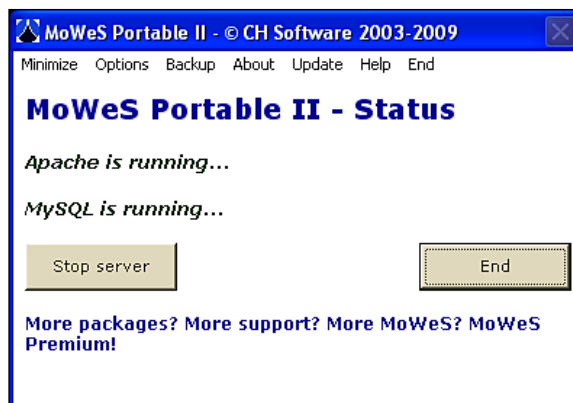 MoWeS Portable II - © CH Software 2003-2009
Minimize Options Backup About Update Help End
MoWeS Portable II - Status
Apache is running...
MySQL is running...
Stop server End
More packages? More support? More MoWeS? MoWeS
Premium!